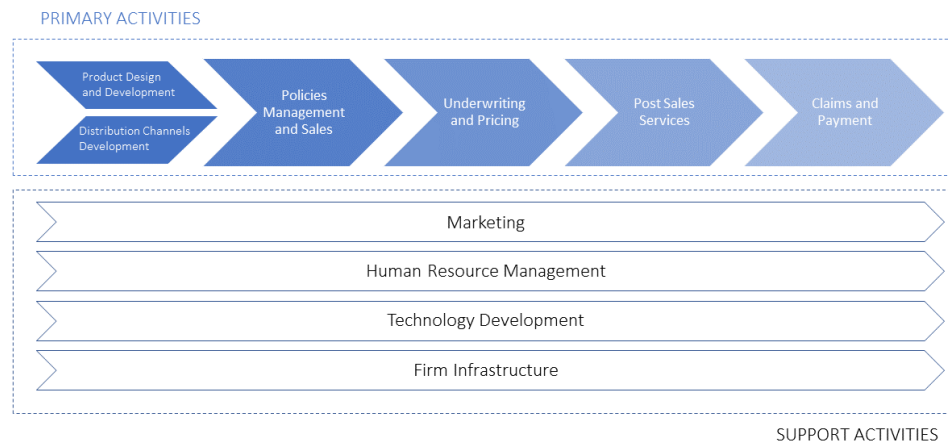 PRIMARY ACTIVITIES
Product Design
and Development
Distribution Channels
Development
Policies
Management
and Sales
Underwriting
and Pricing
Post Sales
Services
Claims and
Payment
Marketing
Human Resource Management
Technology Development
Firm Infrastructure
SUPPORT ACTIVITIES